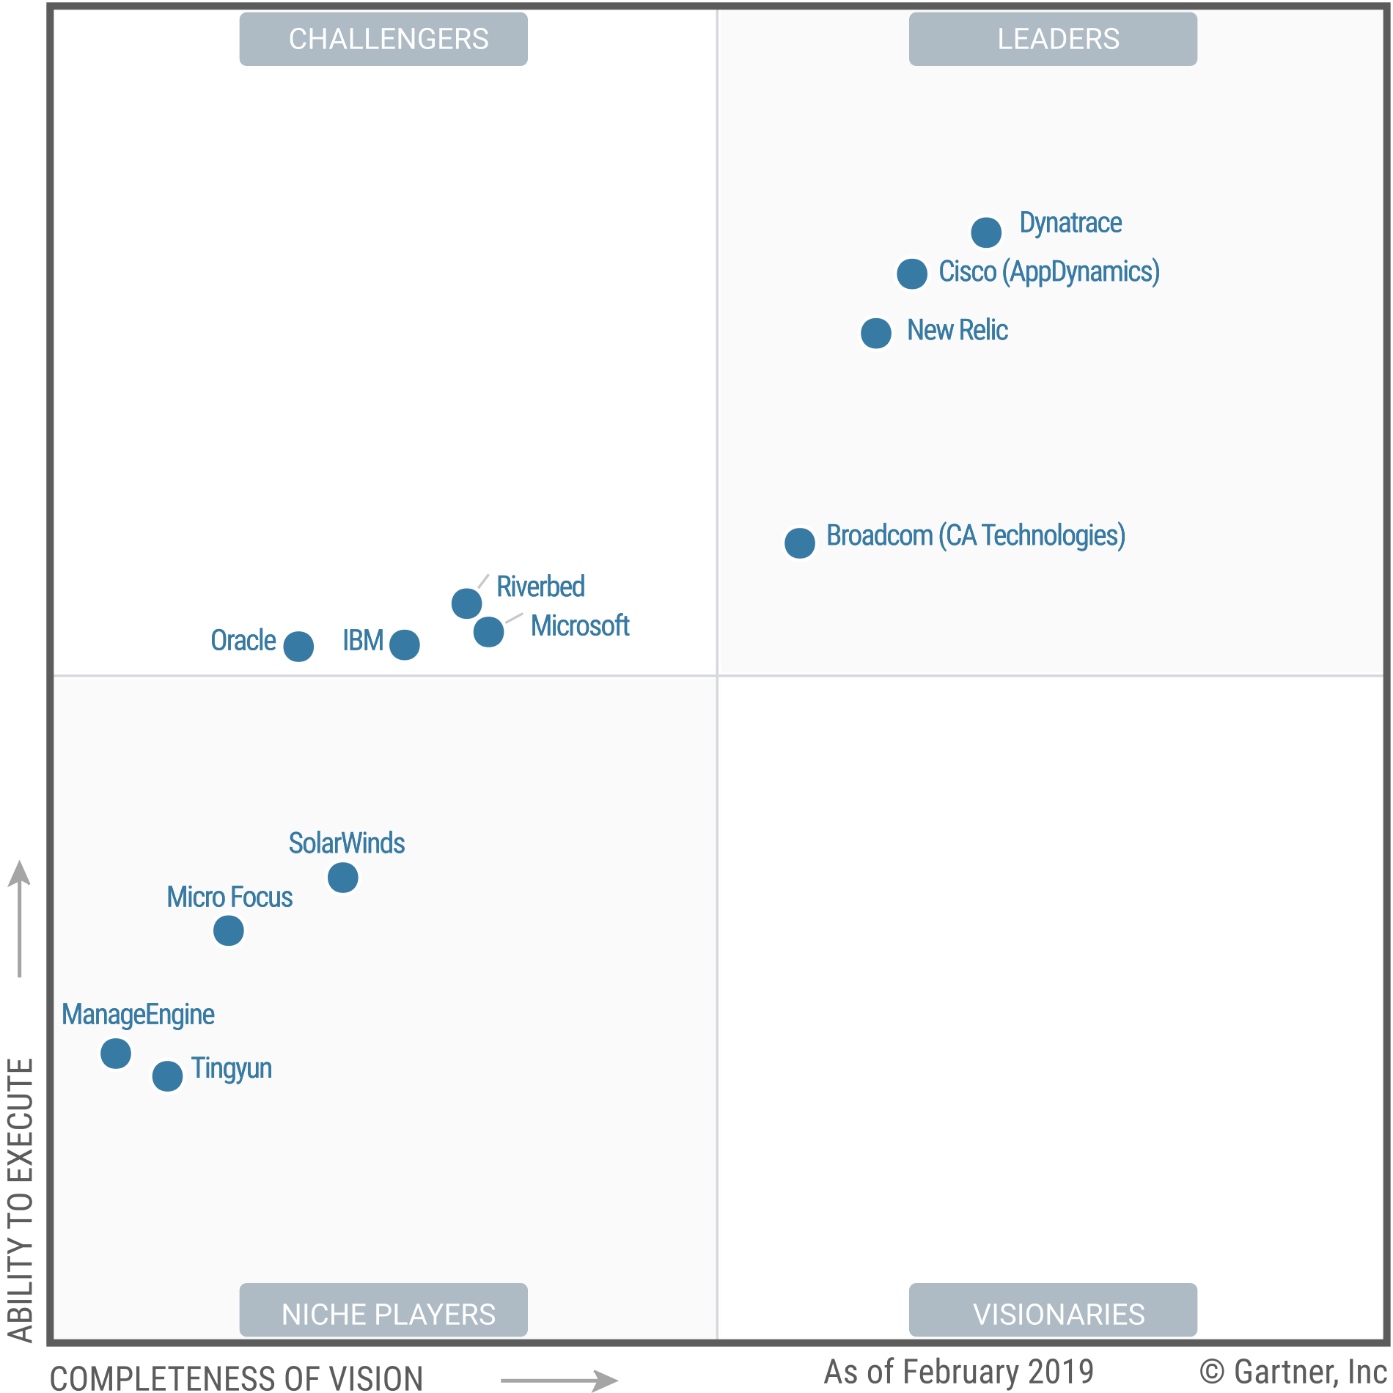 CHALLENGERS
LEADERS
Dynatrace
Cisco (AppDynamics)
New Relic
Broadcom (CA Technologies)
Riverbed
Microsoft
Oracle
IBM
SolarWinds
Micro Focus
ManageEngine
Tingyun
NICHE PLAYERS
VISIONARIES
ABILITY TO EXECUTE
COMPLETENESS OF VISION
As of February 2019
© Gartner, Inc